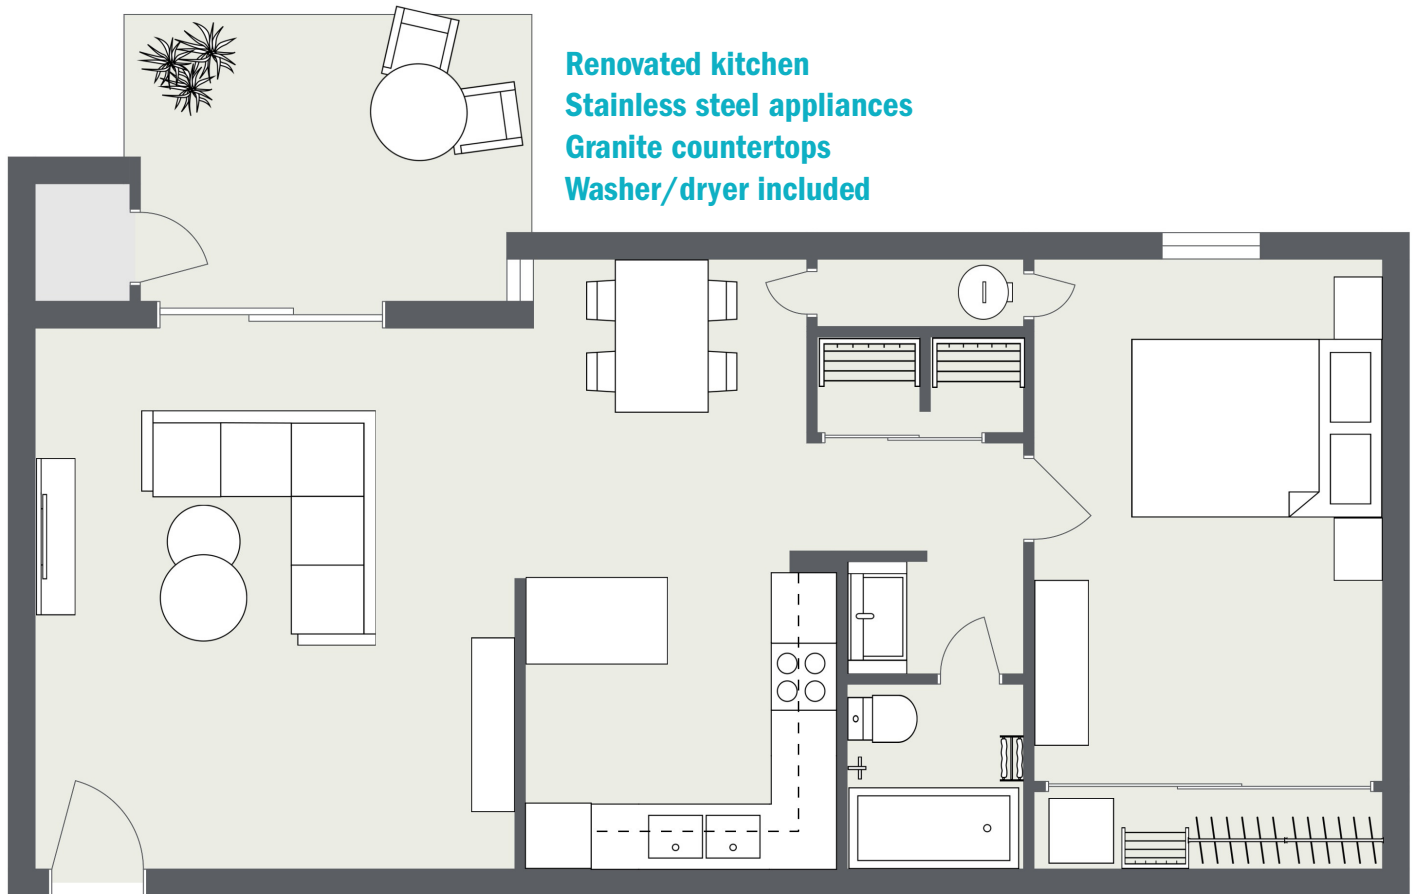 Renovated kitchen
Stainless steel appliances
Granite countertops
Washer/dryer included